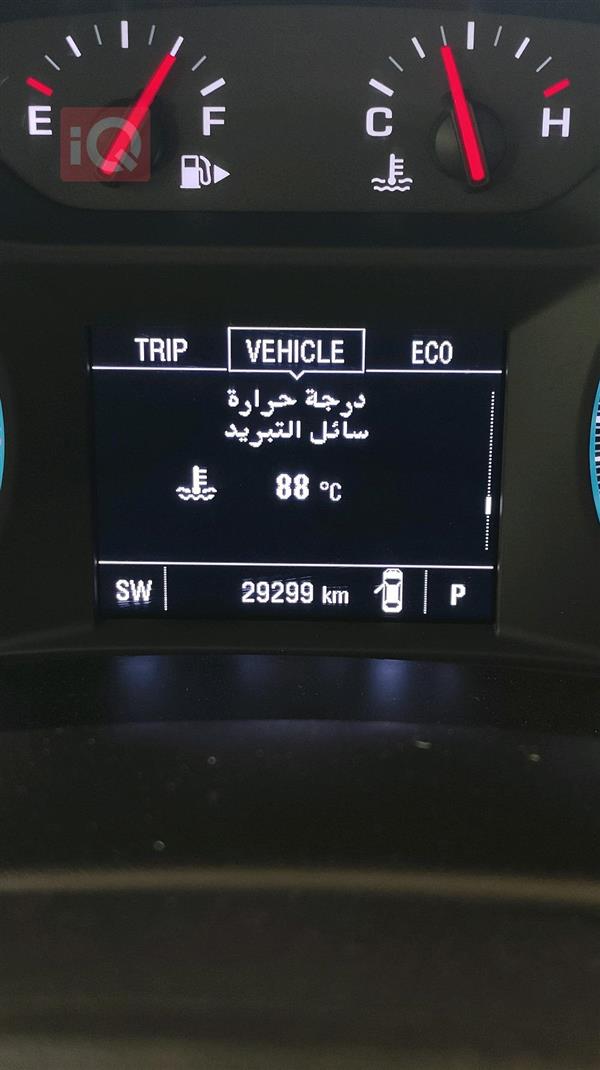 E F C H
iQ
TRIP VEHICLE ECO
درجة حرارة
سائل التبريد
88 °C
SW 29299 km P